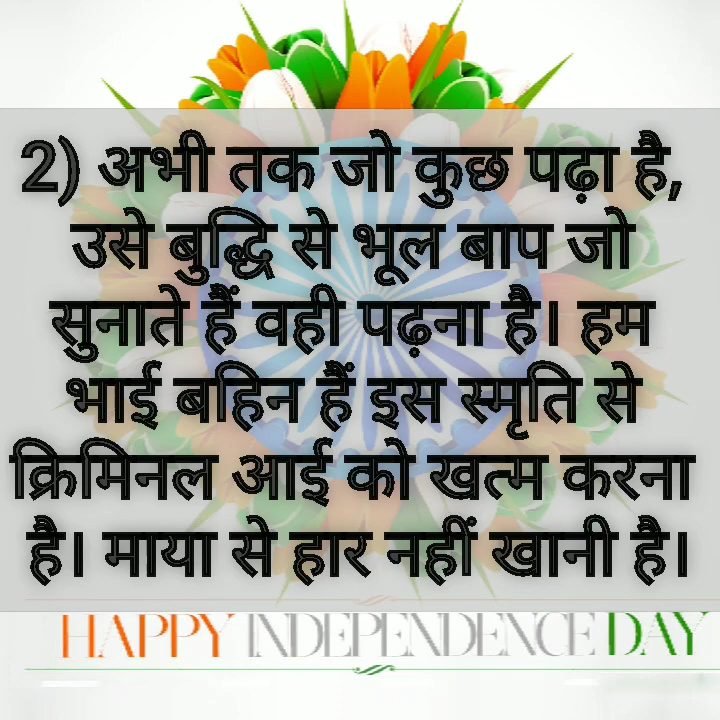 2) अभी तक जो कुछ पढ़ा है,
उसे बुद्धि से भूल बाप जो
सुनाते हैं वही पढ़ना है। हम
भाई बहिन हैं इस स्मृति से
क्रिमिनल आई को खत्म करना
है। माया से हार नहीं खानी है।
HAPPY INDEPENDENCE DAY